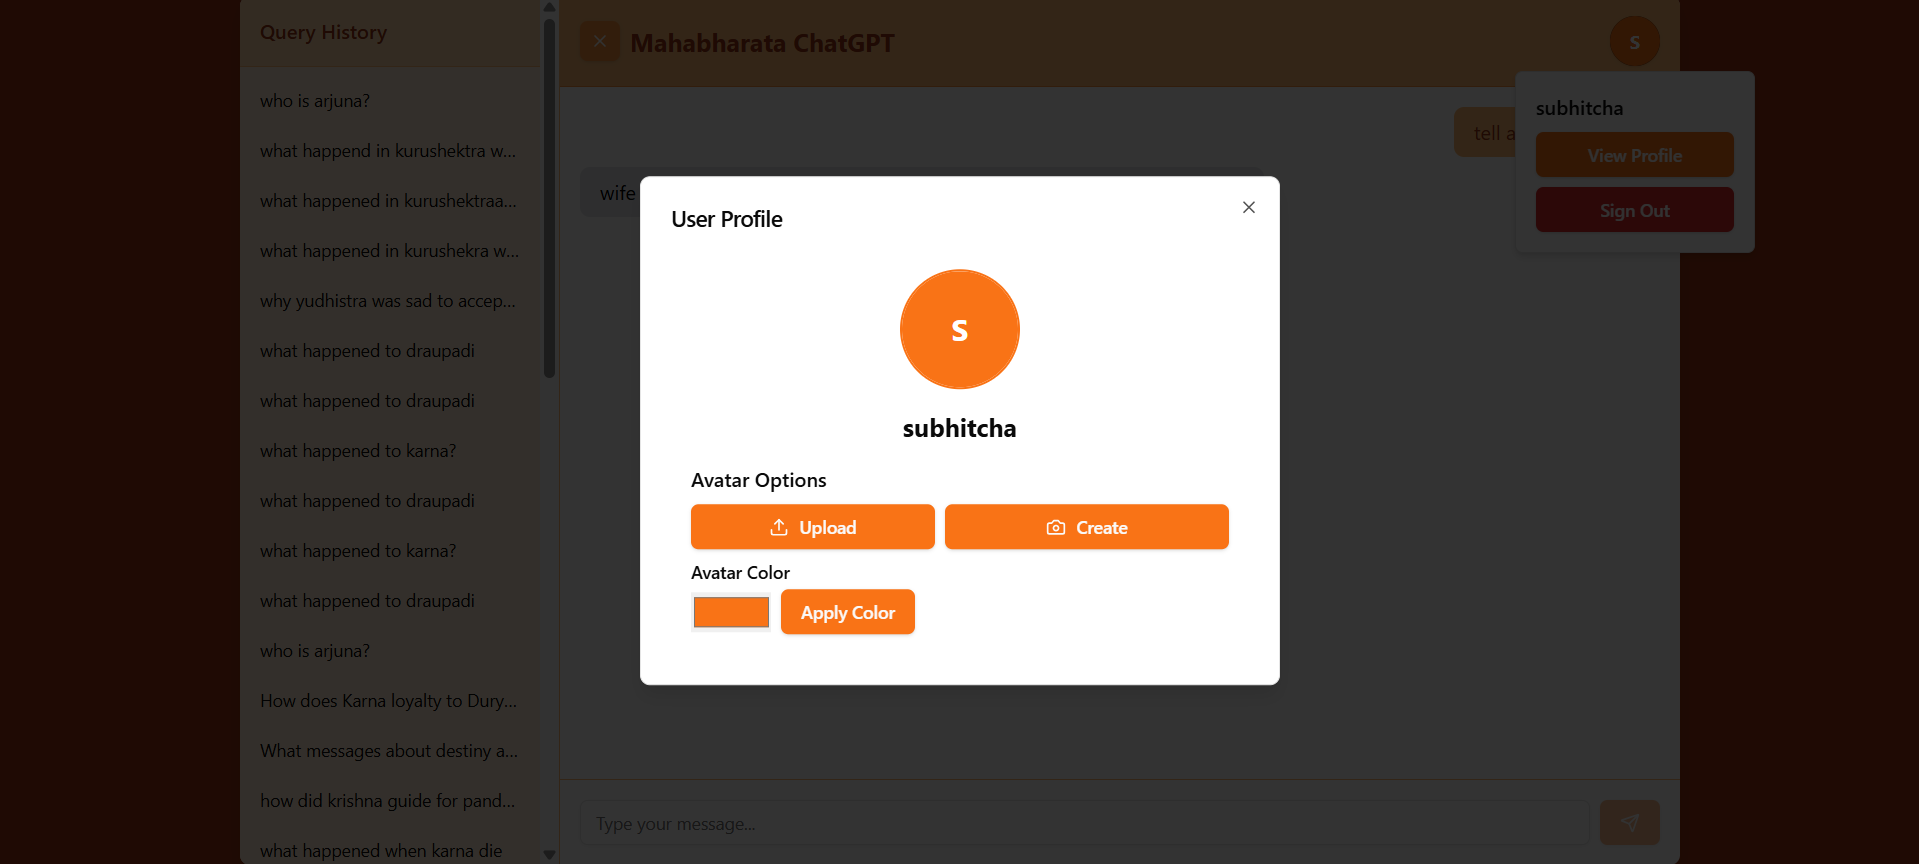 Query History
who is arjuna?
what happend in kurushektra w...
what happened in kurushektraa...
what happened in kurushekra w...
why yudhistra was sad to accep...
what happened to draupadi
what happened to draupadi
what happened to karna?
what happened to draupadi
what happened to karna?
what happened to draupadi
who is arjuna?
How does Karna loyalty to Dury...
What messages about destiny a...
how did krishna guide for pand...
what happened when karna die
Mahabharata ChatGPT
S
tell a
wife
subhitcha
View Profile
Sign Out
User Profile
S
subhitcha
Avatar Options
Upload
Create
Avatar Color
Apply Color
Type your message...